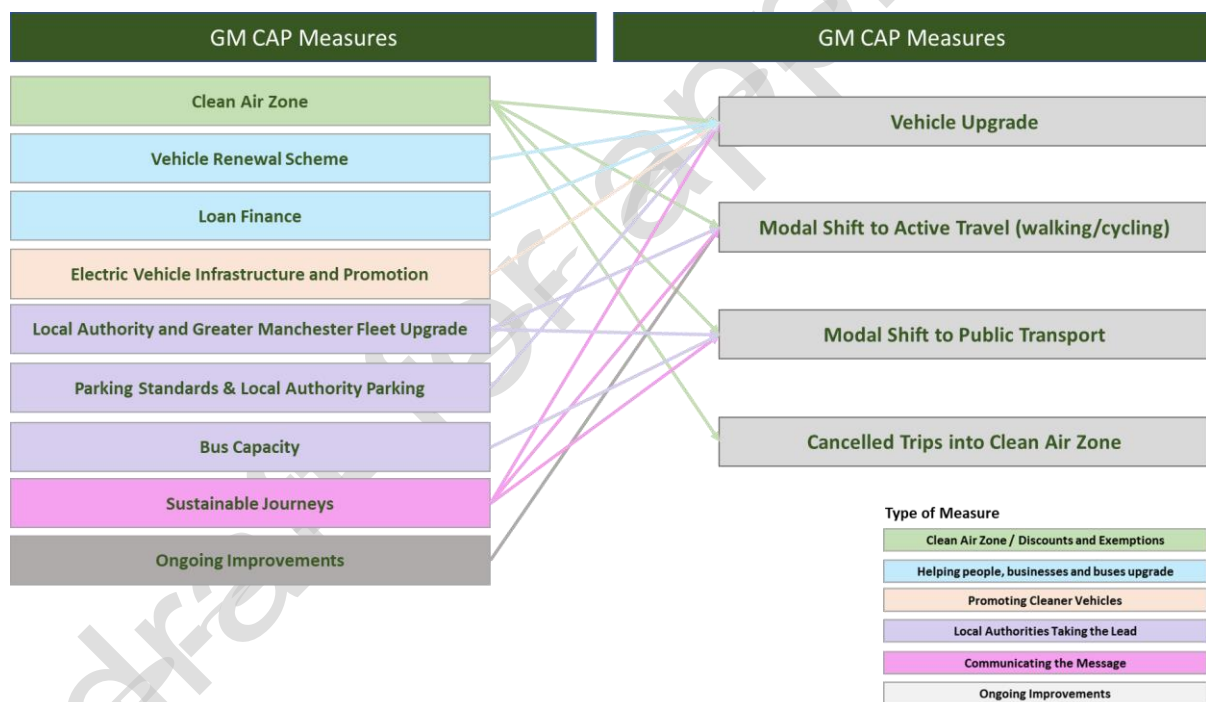 GM CAP Measures
GM CAP Measures
Clean Air Zone
Vehicle Renewal Scheme
Loan Finance
Electric Vehicle Infrastructure and Promotion
Local Authority and Greater Manchester Fleet Upgrade
Parking Standards & Local Authority Parking
Bus Capacity
Sustainable Journeys
Ongoing Improvements
Vehicle Upgrade
Modal Shift to Active Travel (walking/cycling)
Modal Shift to Public Transport
Cancelled Trips into Clean Air Zone
Type of Measure
Clean Air Zone / Discounts and Exemptions
Helping people, businesses and buses upgrade
Promoting Cleaner Vehicles
Local Authorities Taking the Lead
Communicating the Message
Ongoing Improvements